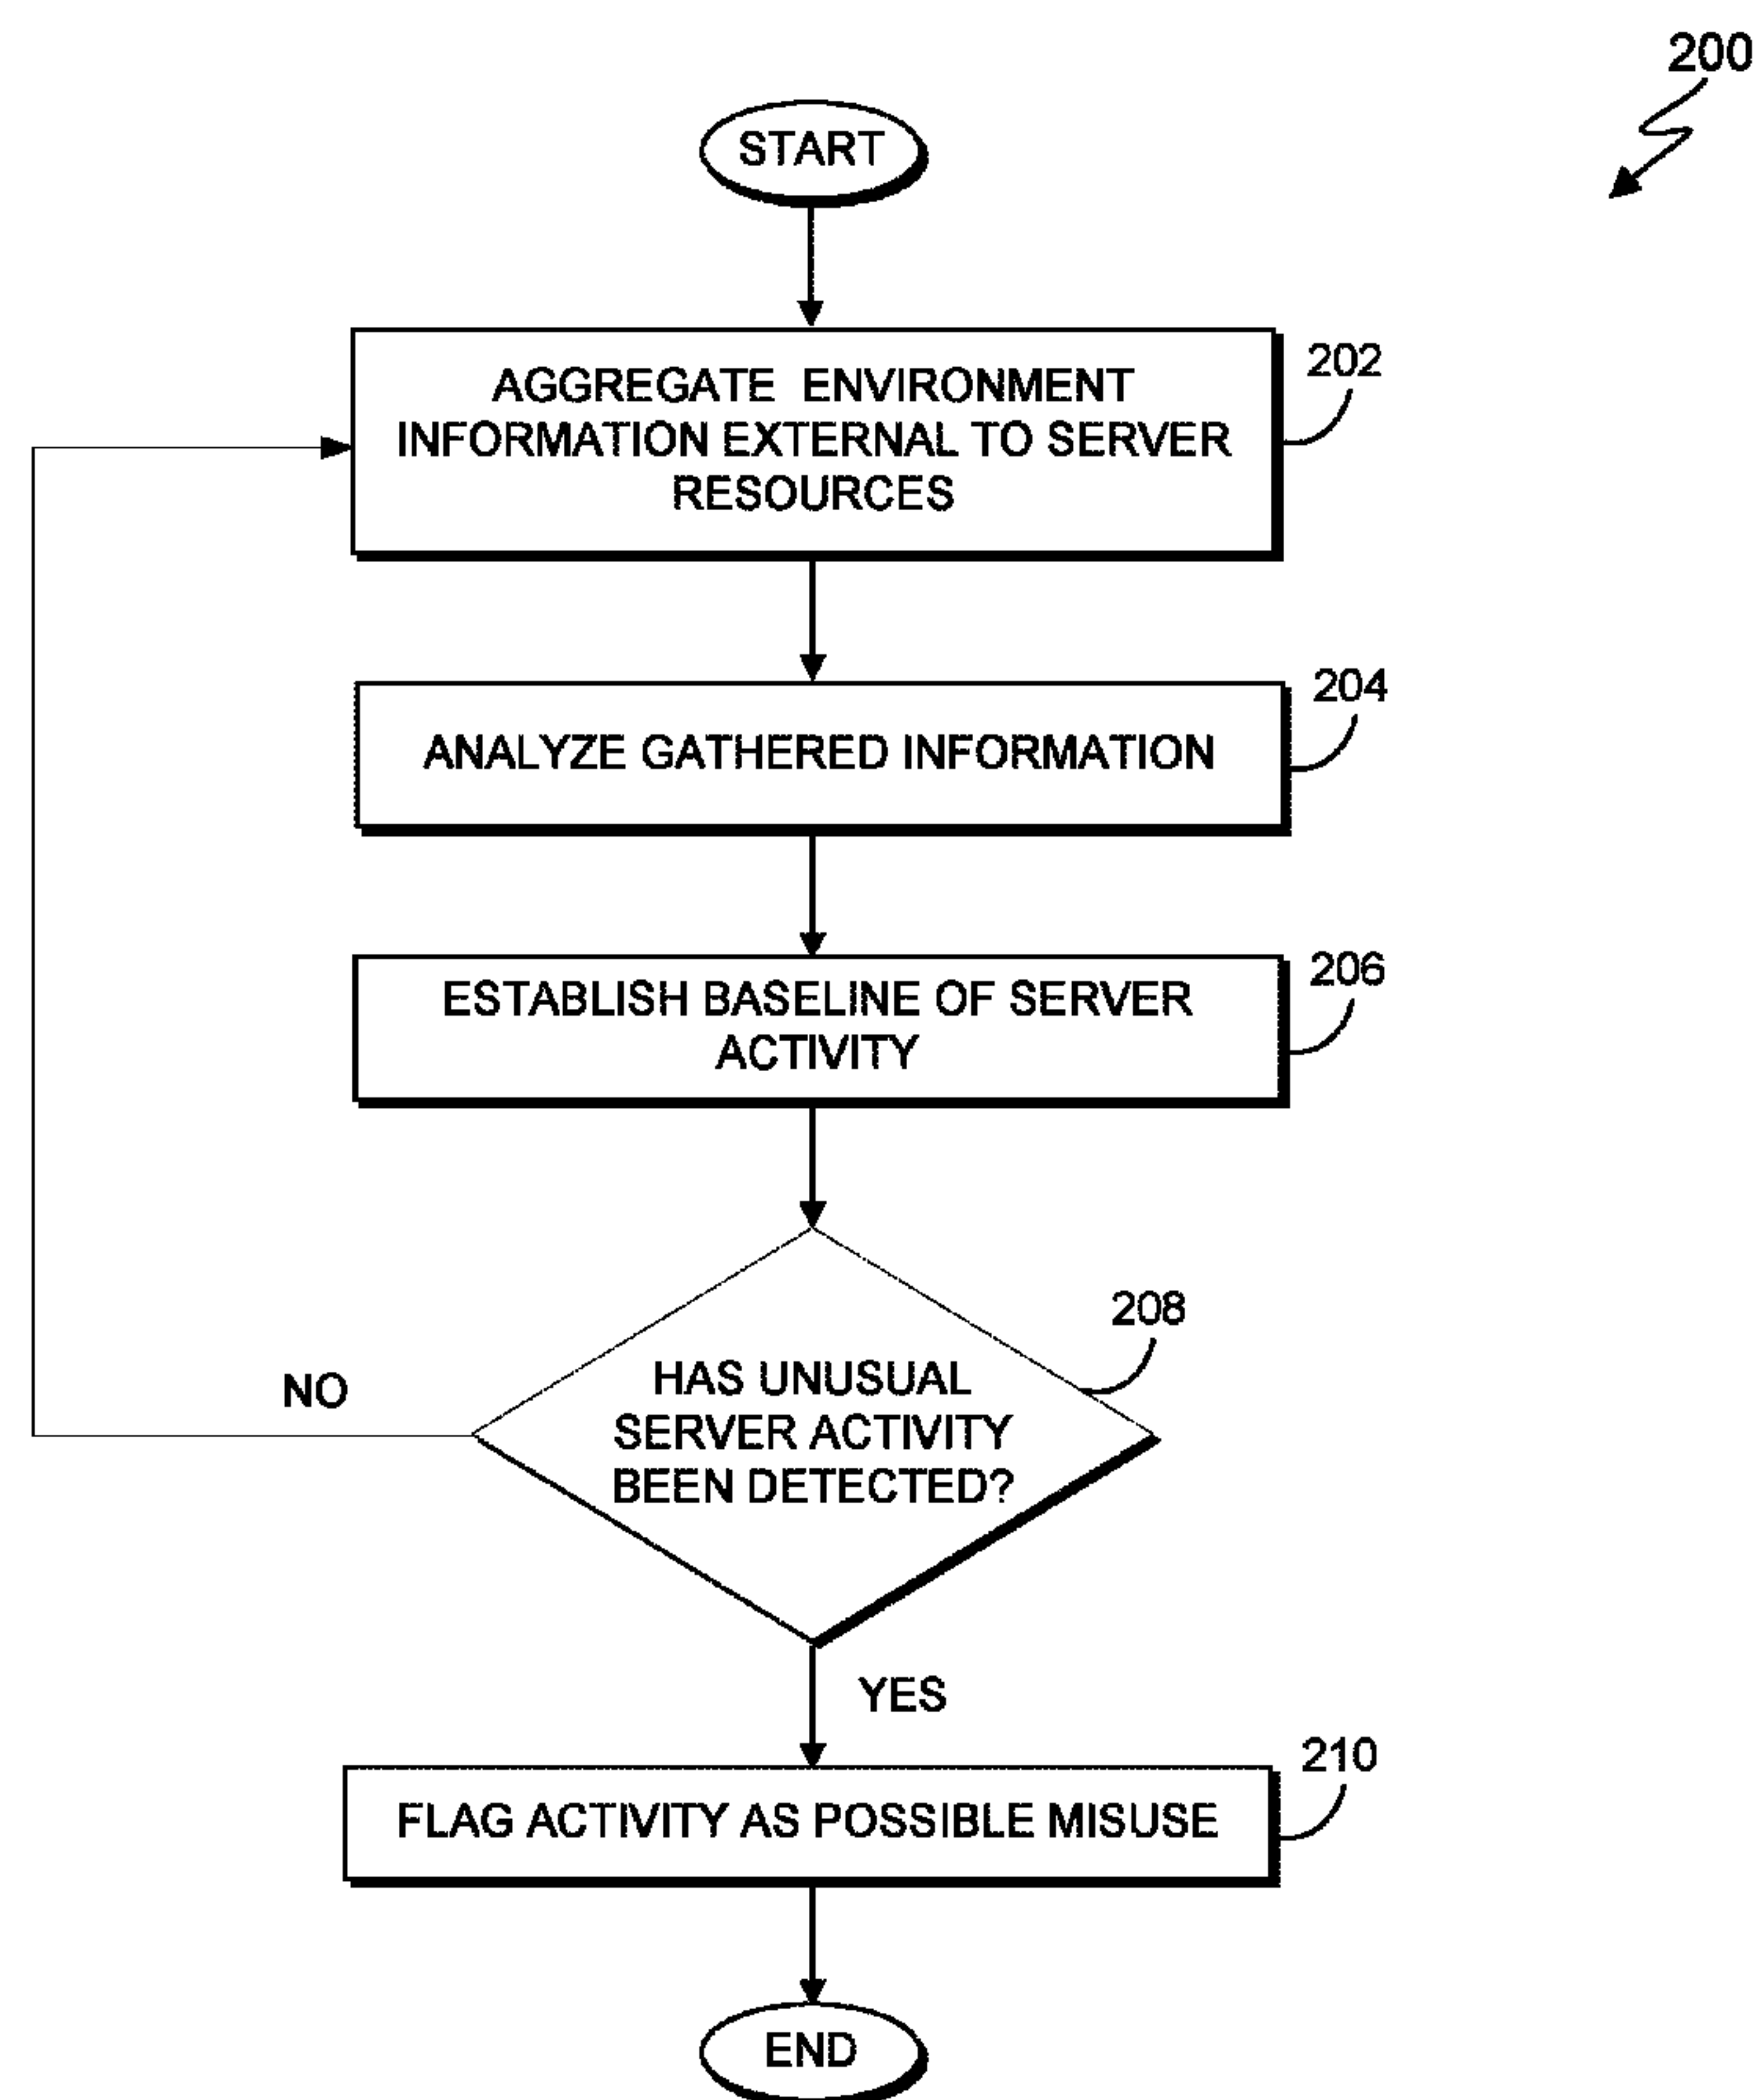 200
START
AGGREGATE ENVIRONMENT
INFORMATION EXTERNAL TO SERVER
RESOURCES
202
ANALYZE GATHERED INFORMATION
204
ESTABLISH BASELINE OF SERVER
ACTIVITY
206
HAS UNUSUAL
SERVER ACTIVITY
BEEN DETECTED?
208
NO
YES
FLAG ACTIVITY AS POSSIBLE MISUSE
210
END